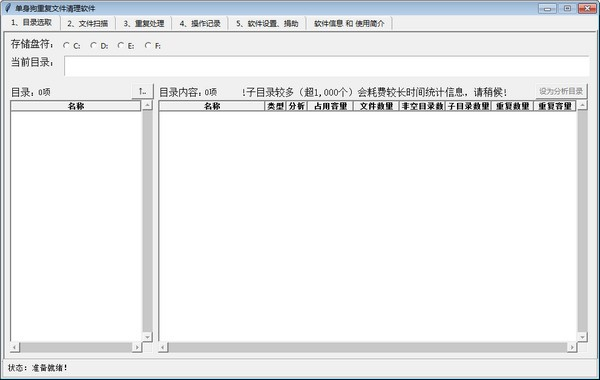 单身狗重复文件清理软件
1、目录选取 2、文件扫描 3、重复处理 4、操作记录 5、软件设置、捐助 软件信息 和 使用简介
存储盘符： C: D: E: F:
当前目录：
目录：0项 ↑.. 目录内容：0项 !子目录较多（超1,000个）会耗费较长时间统计信息，请稍候! 设为分析目录
名称 名称 类型 分析 占用容量 文件数量 非空目录数 子目录数量 重复数量 重复容量
状态：准备就绪!